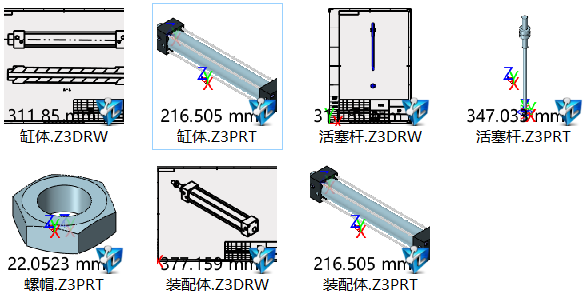 311.85 mm
216.505 mm
347.033 mm
缸体.Z3DRW
缸体.Z3PRT
活塞杆.Z3DRW
活塞杆.Z3PRT
22.0523 mm
377.159 mm
216.505 mm
螺帽.Z3PRT
装配体.Z3DRW
装配体.Z3PRT